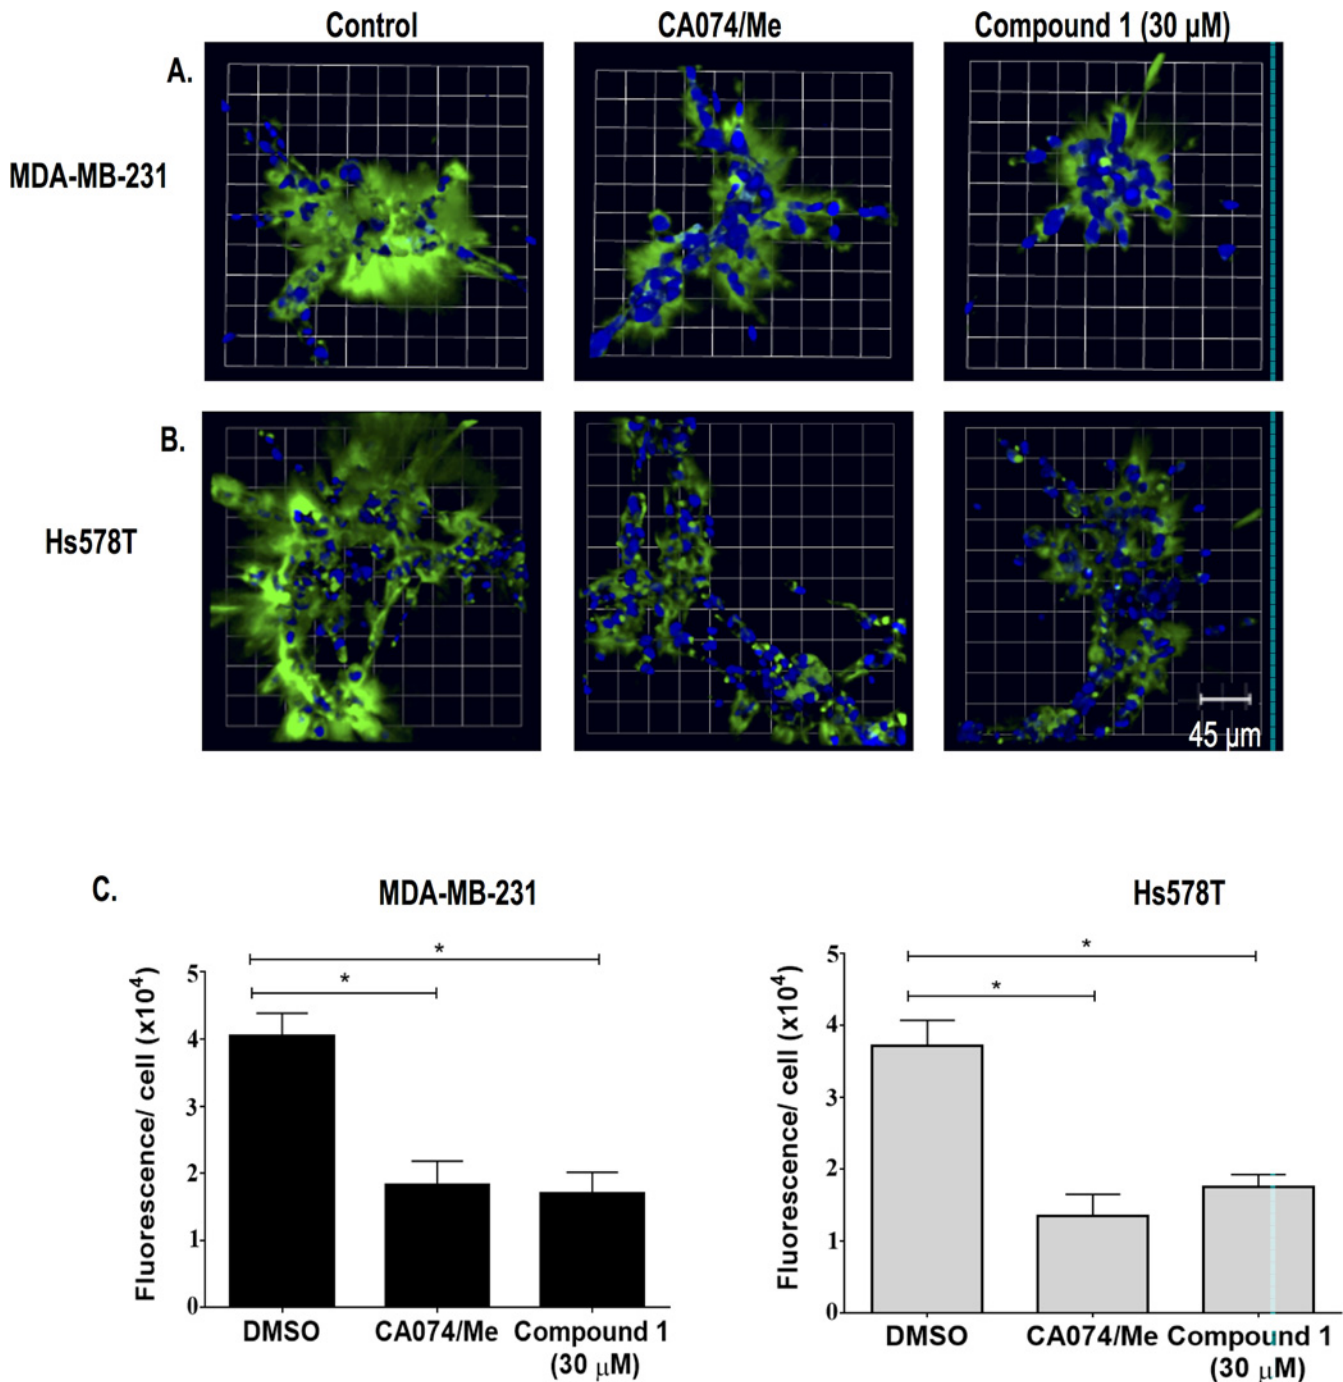 Control CA074/Me Compound 1 (30 µM)
A.
MDA-MB-231
B.
Hs578T
45 µm
C. MDA-MB-231 Hs578T
* *
* *
Fluorescence/ cell (x10⁴)
5
4
3
2
1
0
DMSO CA074/Me Compound 1
(30 µM)
Fluorescence/ cell (x10⁴)
5
4
3
2
1
0
DMSO CA074/Me Compound 1
(30 µM)